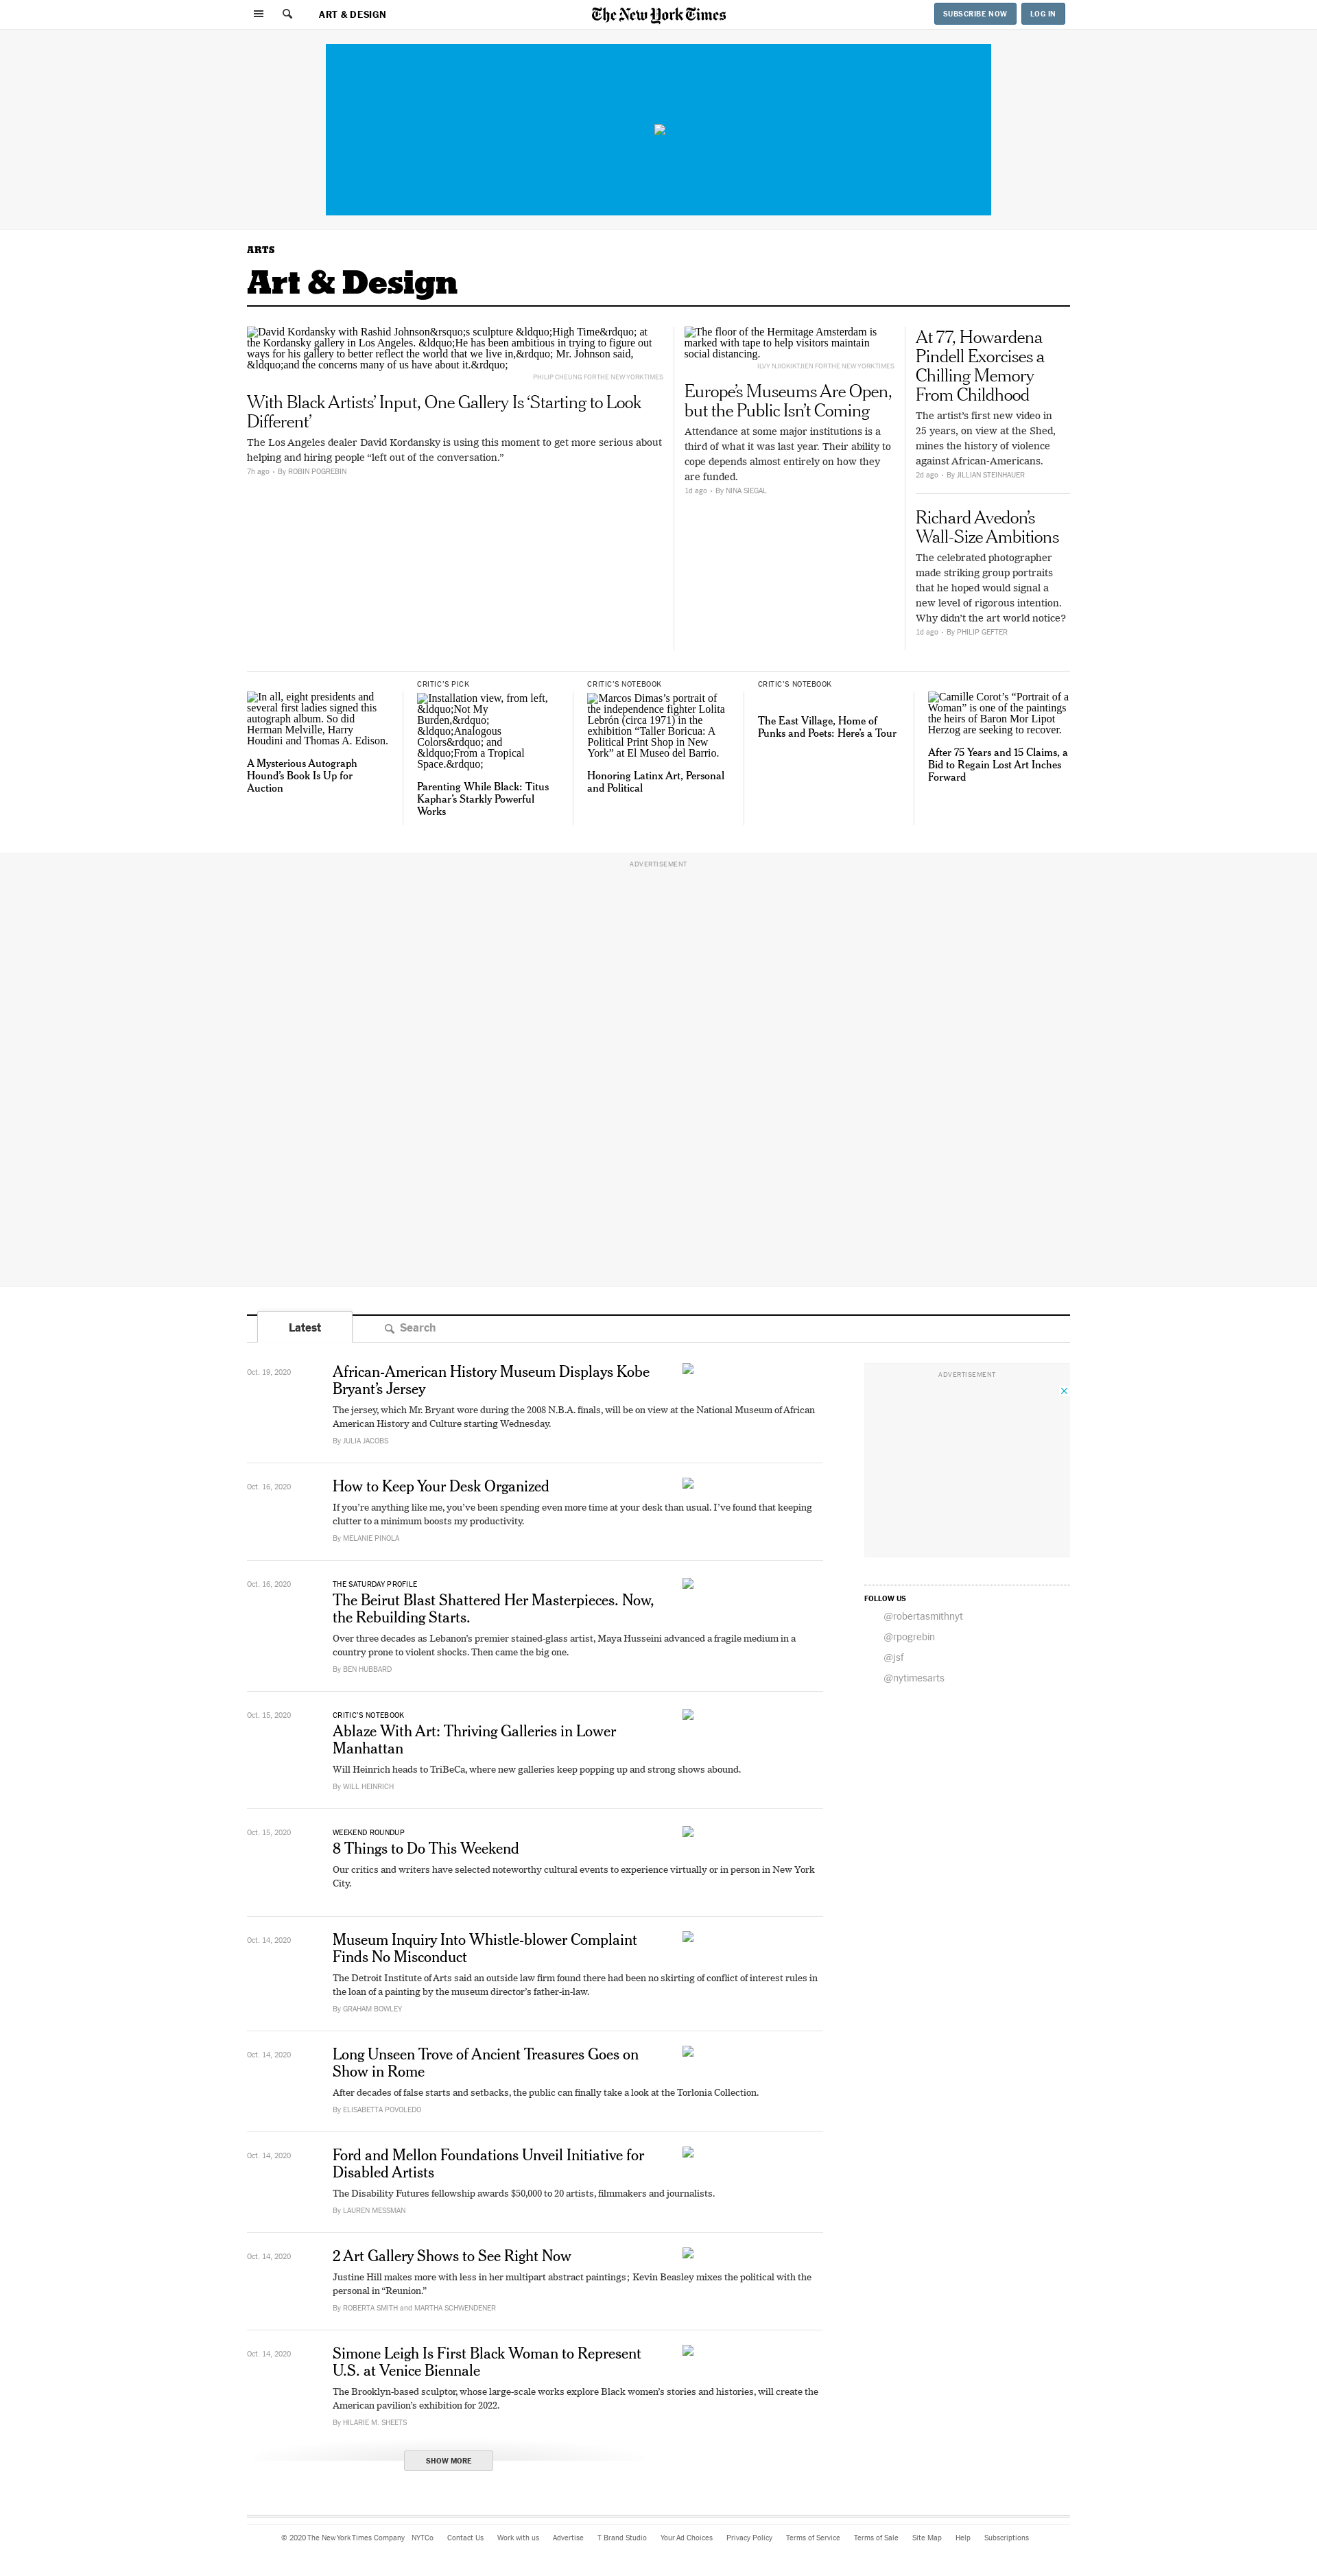 ART & DESIGN
The New York Times
SUBSCRIBE NOW
LOG IN
ARTS
Art & Design
David Kordansky with Rashid Johnson&rsquo;s sculpture &ldquo;High Time&rdquo; at
the Kordansky gallery in Los Angeles. &ldquo;He has been ambitious in trying to figure out
ways for his gallery to better reflect the world that we live in,&rdquo; Mr. Johnson said,
&ldquo;and the concerns many of us have about it.&rdquo;
PHILIP CHEUNG FOR THE NEW YORK TIMES
With Black Artists’ Input, One Gallery Is ‘Starting to Look
Different’
The Los Angeles dealer David Kordansky is using this moment to get more serious about
helping and hiring people “left out of the conversation.”
7h ago • By ROBIN POGREBIN
The floor of the Hermitage Amsterdam is
marked with tape to help visitors maintain
social distancing.
ILVY NJIOKIKTJIEN FOR THE NEW YORK TIMES
Europe’s Museums Are Open,
but the Public Isn’t Coming
Attendance at some major institutions is a
third of what it was last year. Their ability to
cope depends almost entirely on how they
are funded.
1d ago • By NINA SIEGAL
At 77, Howardena
Pindell Exorcises a
Chilling Memory
From Childhood
The artist’s first new video in
25 years, on view at the Shed,
mines the history of violence
against African-Americans.
2d ago • By JILLIAN STEINHAUER
Richard Avedon’s
Wall-Size Ambitions
The celebrated photographer
made striking group portraits
that he hoped would signal a
new level of rigorous intention.
Why didn’t the art world notice?
1d ago • By PHILIP GEFTER
In all, eight presidents and
several first ladies signed this
autograph album. So did
Herman Melville, Harry
Houdini and Thomas A. Edison.
A Mysterious Autograph
Hound’s Book Is Up for
Auction
CRITIC’S PICK
Installation view, from left,
&ldquo;Not My
Burden,&rdquo;
&ldquo;Analogous
Colors&rdquo; and
&ldquo;From a Tropical
Space.&rdquo;
Parenting While Black: Titus
Kaphar’s Starkly Powerful
Works
CRITIC’S NOTEBOOK
Marcos Dimas’s portrait of
the independence fighter Lolita
Lebrón (circa 1971) in the
exhibition “Taller Boricua: A
Political Print Shop in New
York” at El Museo del Barrio.
Honoring Latinx Art, Personal
and Political
CRITIC’S NOTEBOOK
The East Village, Home of
Punks and Poets: Here’s a Tour
Camille Corot’s “Portrait of a
Woman” is one of the paintings
the heirs of Baron Mor Lipot
Herzog are seeking to recover.
After 75 Years and 15 Claims, a
Bid to Regain Lost Art Inches
Forward
ADVERTISEMENT
Latest
Search
Oct. 19, 2020
African-American History Museum Displays Kobe
Bryant’s Jersey
The jersey, which Mr. Bryant wore during the 2008 N.B.A. finals, will be on view at the National Museum of African
American History and Culture starting Wednesday.
By JULIA JACOBS
Oct. 16, 2020
How to Keep Your Desk Organized
If you’re anything like me, you’ve been spending even more time at your desk than usual. I’ve found that keeping
clutter to a minimum boosts my productivity.
By MELANIE PINOLA
Oct. 16, 2020
THE SATURDAY PROFILE
The Beirut Blast Shattered Her Masterpieces. Now,
the Rebuilding Starts.
Over three decades as Lebanon’s premier stained-glass artist, Maya Husseini advanced a fragile medium in a
country prone to violent shocks. Then came the big one.
By BEN HUBBARD
Oct. 15, 2020
CRITIC’S NOTEBOOK
Ablaze With Art: Thriving Galleries in Lower
Manhattan
Will Heinrich heads to TriBeCa, where new galleries keep popping up and strong shows abound.
By WILL HEINRICH
Oct. 15, 2020
WEEKEND ROUNDUP
8 Things to Do This Weekend
Our critics and writers have selected noteworthy cultural events to experience virtually or in person in New York
City.
Oct. 14, 2020
Museum Inquiry Into Whistle-blower Complaint
Finds No Misconduct
The Detroit Institute of Arts said an outside law firm found there had been no skirting of conflict of interest rules in
the loan of a painting by the museum director’s father-in-law.
By GRAHAM BOWLEY
Oct. 14, 2020
Long Unseen Trove of Ancient Treasures Goes on
Show in Rome
After decades of false starts and setbacks, the public can finally take a look at the Torlonia Collection.
By ELISABETTA POVOLEDO
Oct. 14, 2020
Ford and Mellon Foundations Unveil Initiative for
Disabled Artists
The Disability Futures fellowship awards $50,000 to 20 artists, filmmakers and journalists.
By LAUREN MESSMAN
Oct. 14, 2020
2 Art Gallery Shows to See Right Now
Justine Hill makes more with less in her multipart abstract paintings; Kevin Beasley mixes the political with the
personal in “Reunion.”
By ROBERTA SMITH and MARTHA SCHWENDENER
Oct. 14, 2020
Simone Leigh Is First Black Woman to Represent
U.S. at Venice Biennale
The Brooklyn-based sculptor, whose large-scale works explore Black women’s stories and histories, will create the
American pavilion’s exhibition for 2022.
By HILARIE M. SHEETS
SHOW MORE
ADVERTISEMENT
FOLLOW US
@robertasmithnyt
@rpogrebin
@jsf
@nytimesarts
© 2020 The New York Times Company NYTCo Contact Us Work with us Advertise T Brand Studio Your Ad Choices Privacy Policy Terms of Service Terms of Sale Site Map Help Subscriptions